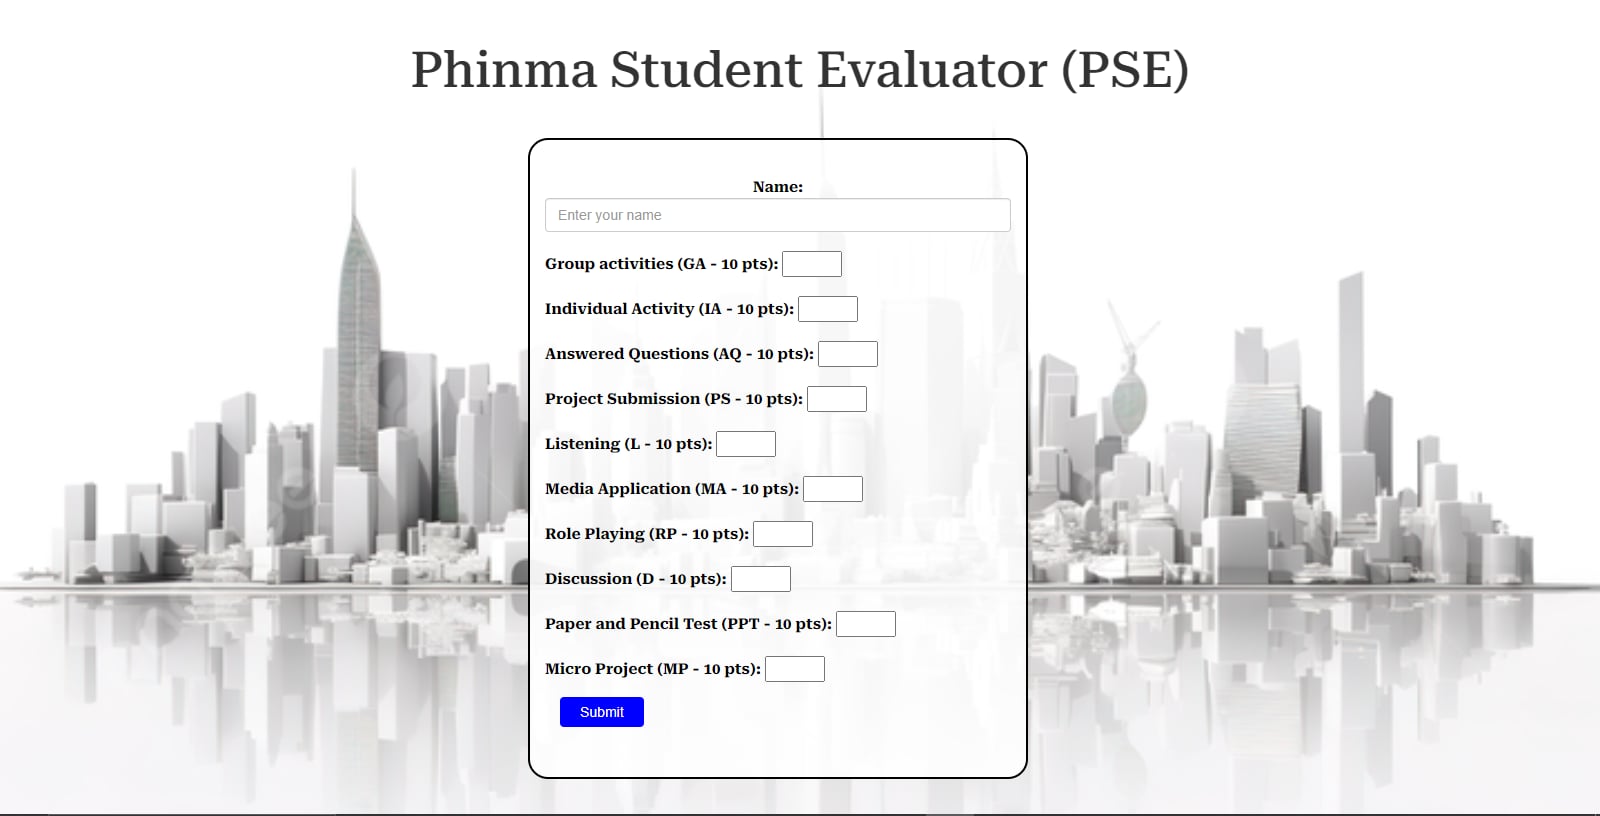 Phinma Student Evaluator (PSE)
Name:
Enter your name
Group activities (GA - 10 pts):
Individual Activity (IA - 10 pts):
Answered Questions (AQ - 10 pts):
Project Submission (PS - 10 pts):
Listening (L - 10 pts):
Media Application (MA - 10 pts):
Role Playing (RP - 10 pts):
Discussion (D - 10 pts):
Paper and Pencil Test (PPT - 10 pts):
Micro Project (MP - 10 pts):
Submit